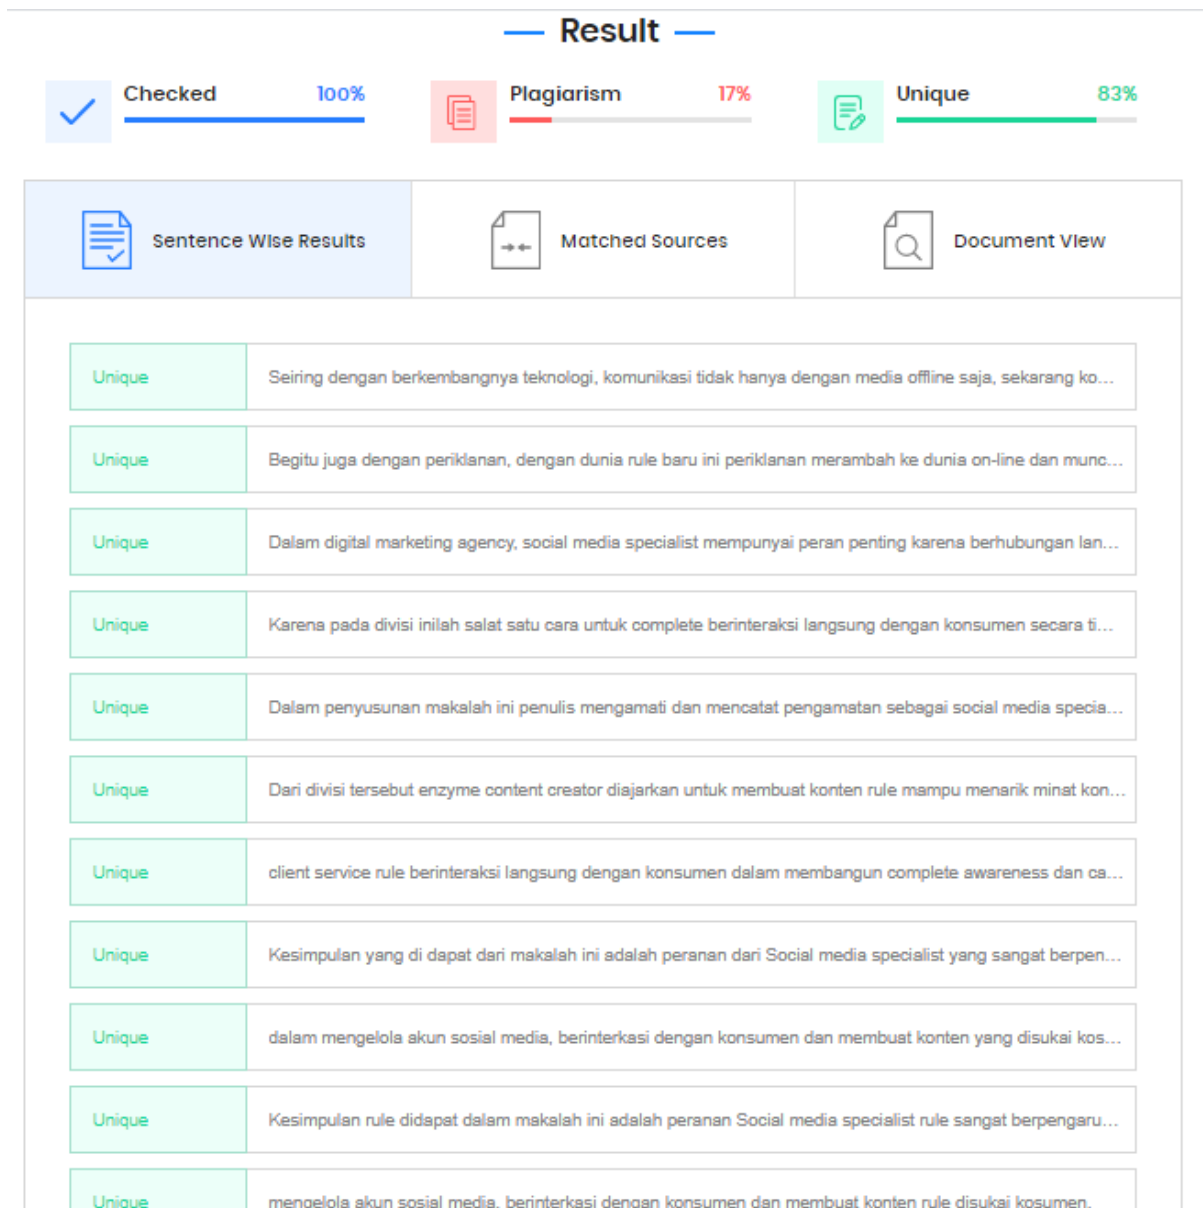 Result
Checked 100%
Plagiarism 17%
Unique 83%
Sentence Wise Results
Matched Sources
Document View
Unique Seiring dengan berkembangnya teknologi, komunikasi tidak hanya dengan media offline saja, sekarang ko...
Unique Begitu juga dengan periklanan, dengan dunia rule baru ini periklanan merambah ke dunia on-line dan munc...
Unique Dalam digital marketing agency, social media specialist mempunyai peran penting karena berhubungan lan...
Unique Karena pada divisi inilah salat satu cara untuk complete berinteraksi langsung dengan konsumen secara ti...
Unique Dalam penyusunan makalah ini penulis mengamati dan mencatat pengamatan sebagai social media specia...
Unique Dari divisi tersebut enzyme content creator diajarkan untuk membuat konten rule mampu menarik minat kon...
Unique client service rule berinteraksi langsung dengan konsumen dalam membangun complete awareness dan ca...
Unique Kesimpulan yang di dapat dari makalah ini adalah peranan dari Social media specialist yang sangat berpen...
Unique dalam mengelola akun sosial media, berinterkasi dengan konsumen dan membuat konten yang disukai kos...
Unique Kesimpulan rule didapat dalam makalah ini adalah peranan Social media specialist rule sangat berpengaru...
Unique mengelola akun sosial media, berinterkasi dengan konsumen dan membuat konten rule disukai kosumen.